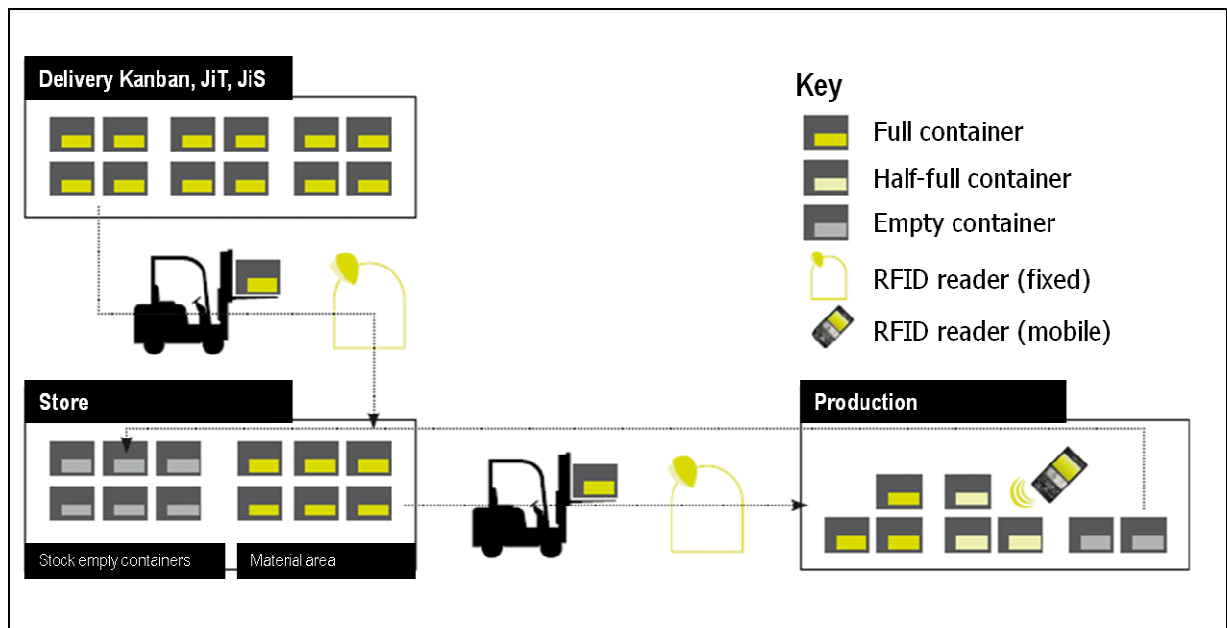 Delivery Kanban, JiT, JiS
Key
Full container
Half-full container
Empty container
RFID reader (fixed)
RFID reader (mobile)
Store
Production
Stock empty containers
Material area